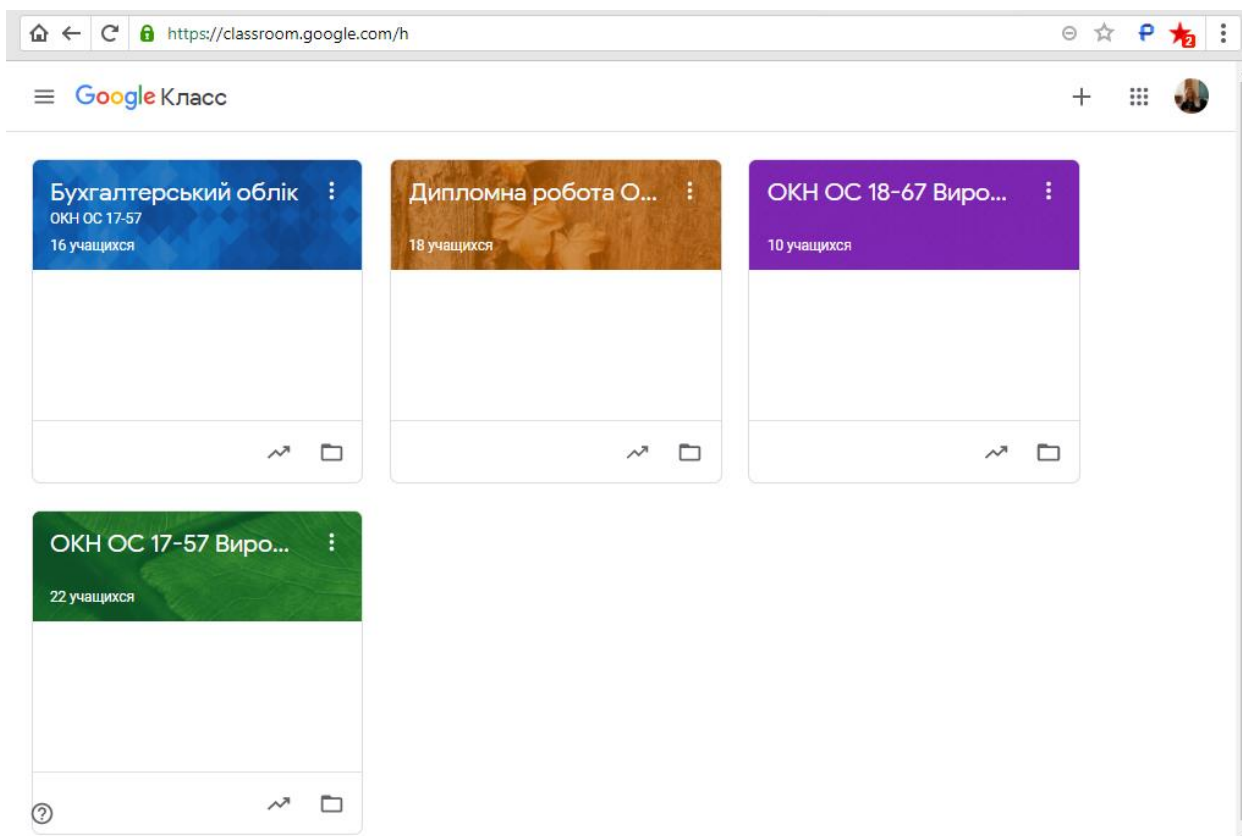 https://classroom.google.com/h
2
Google Класс
Бухгалтерський облік
ОКН ОС 17-57
16 учащихся
Дипломна робота О...
18 учащихся
ОКН ОС 18-67 Виро...
10 учащихся
ОКН ОС 17-57 Виро...
22 учащихся